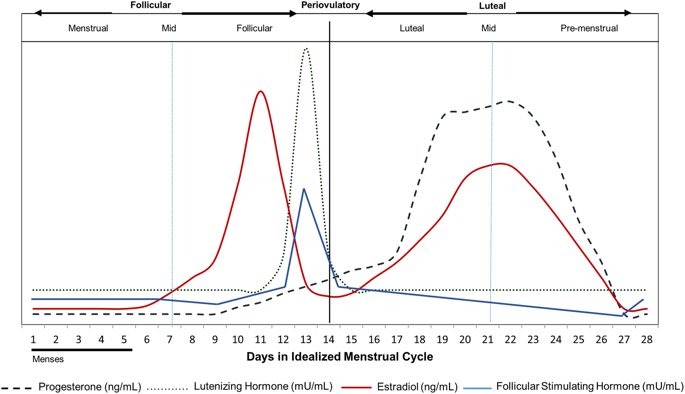 Follicular Periovulatory Luteal
Menstrual Mid Follicular Luteal Mid Pre-menstrual
1 2 3 4 5 6 7 8 9 10 11 12 13 14 15 16 17 18 19 20 21 22 23 24 25 26 27 28
Menses
Days in Idealized Menstrual Cycle
Progesterone (ng/mL) Lutenizing Hormone (mU/mL) Estradiol (ng/mL) Follicular Stimulating Hormone (mU/mL)